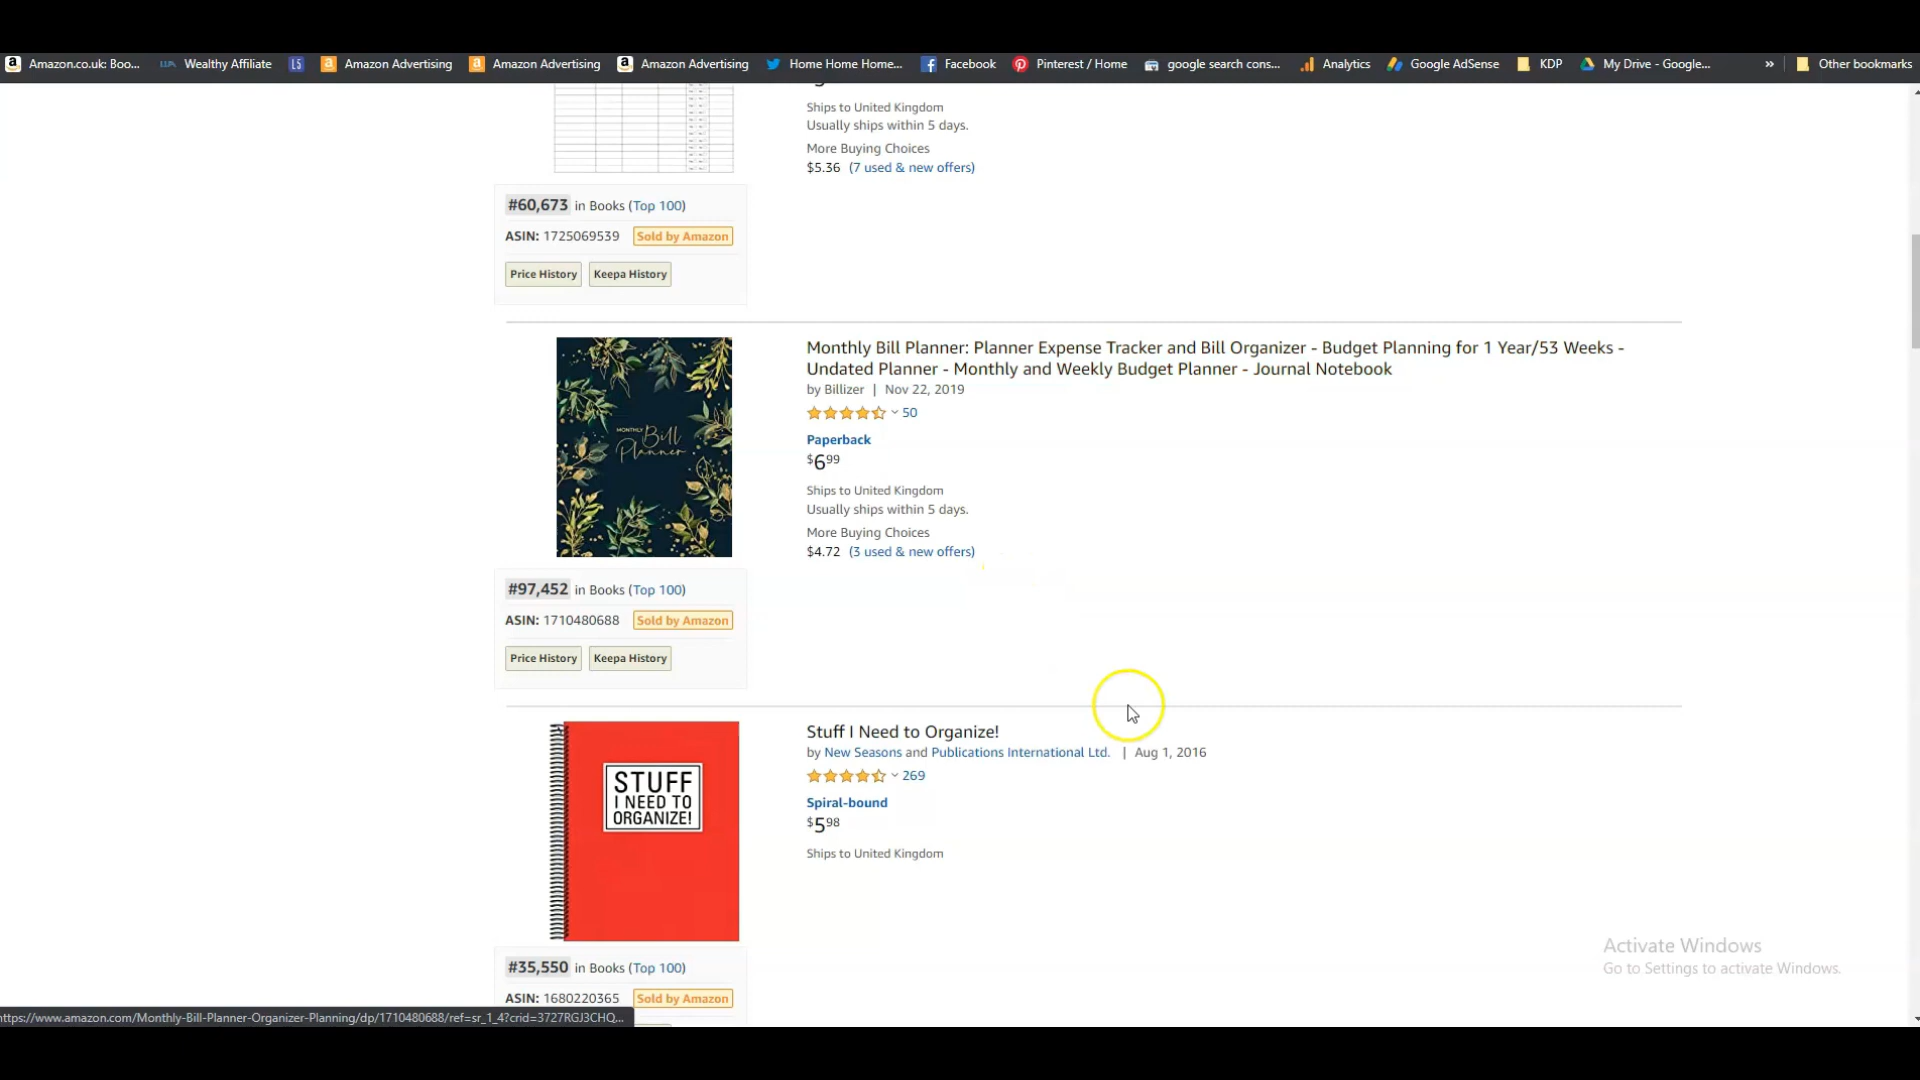 Amazon.co.uk: Boo...
Wealthy Affiliate
LS
Amazon Advertising
Amazon Advertising
Amazon Advertising
Home Home Home...
Facebook
Pinterest / Home
google search cons...
Analytics
Google AdSense
KDP
My Drive - Google...
»
Other bookmarks
Ships to United Kingdom
Usually ships within 5 days.
More Buying Choices
$5.36 (7 used & new offers)
#60,673 in Books (Top 100)
ASIN: 1725069539 Sold by Amazon
Price History Keepa History
Monthly Bill Planner: Planner Expense Tracker and Bill Organizer - Budget Planning for 1 Year/53 Weeks -
Undated Planner - Monthly and Weekly Budget Planner - Journal Notebook
by Billizer | Nov 22, 2019
50
Paperback
$699
Ships to United Kingdom
Usually ships within 5 days.
More Buying Choices
$4.72 (3 used & new offers)
MONTHLY Bill
Planner
#97,452 in Books (Top 100)
ASIN: 1710480688 Sold by Amazon
Price History Keepa History
Stuff I Need to Organize!
by New Seasons and Publications International Ltd. | Aug 1, 2016
269
Spiral-bound
$598
Ships to United Kingdom
STUFF
I NEED TO
ORGANIZE!
#35,550 in Books (Top 100)
ASIN: 1680220365 Sold by Amazon
Activate Windows
Go to Settings to activate Windows.
https://www.amazon.com/Monthly-Bill-Planner-Organizer-Planning/dp/1710480688/ref=sr_1_4?crid=3727RGJ3CHQ...